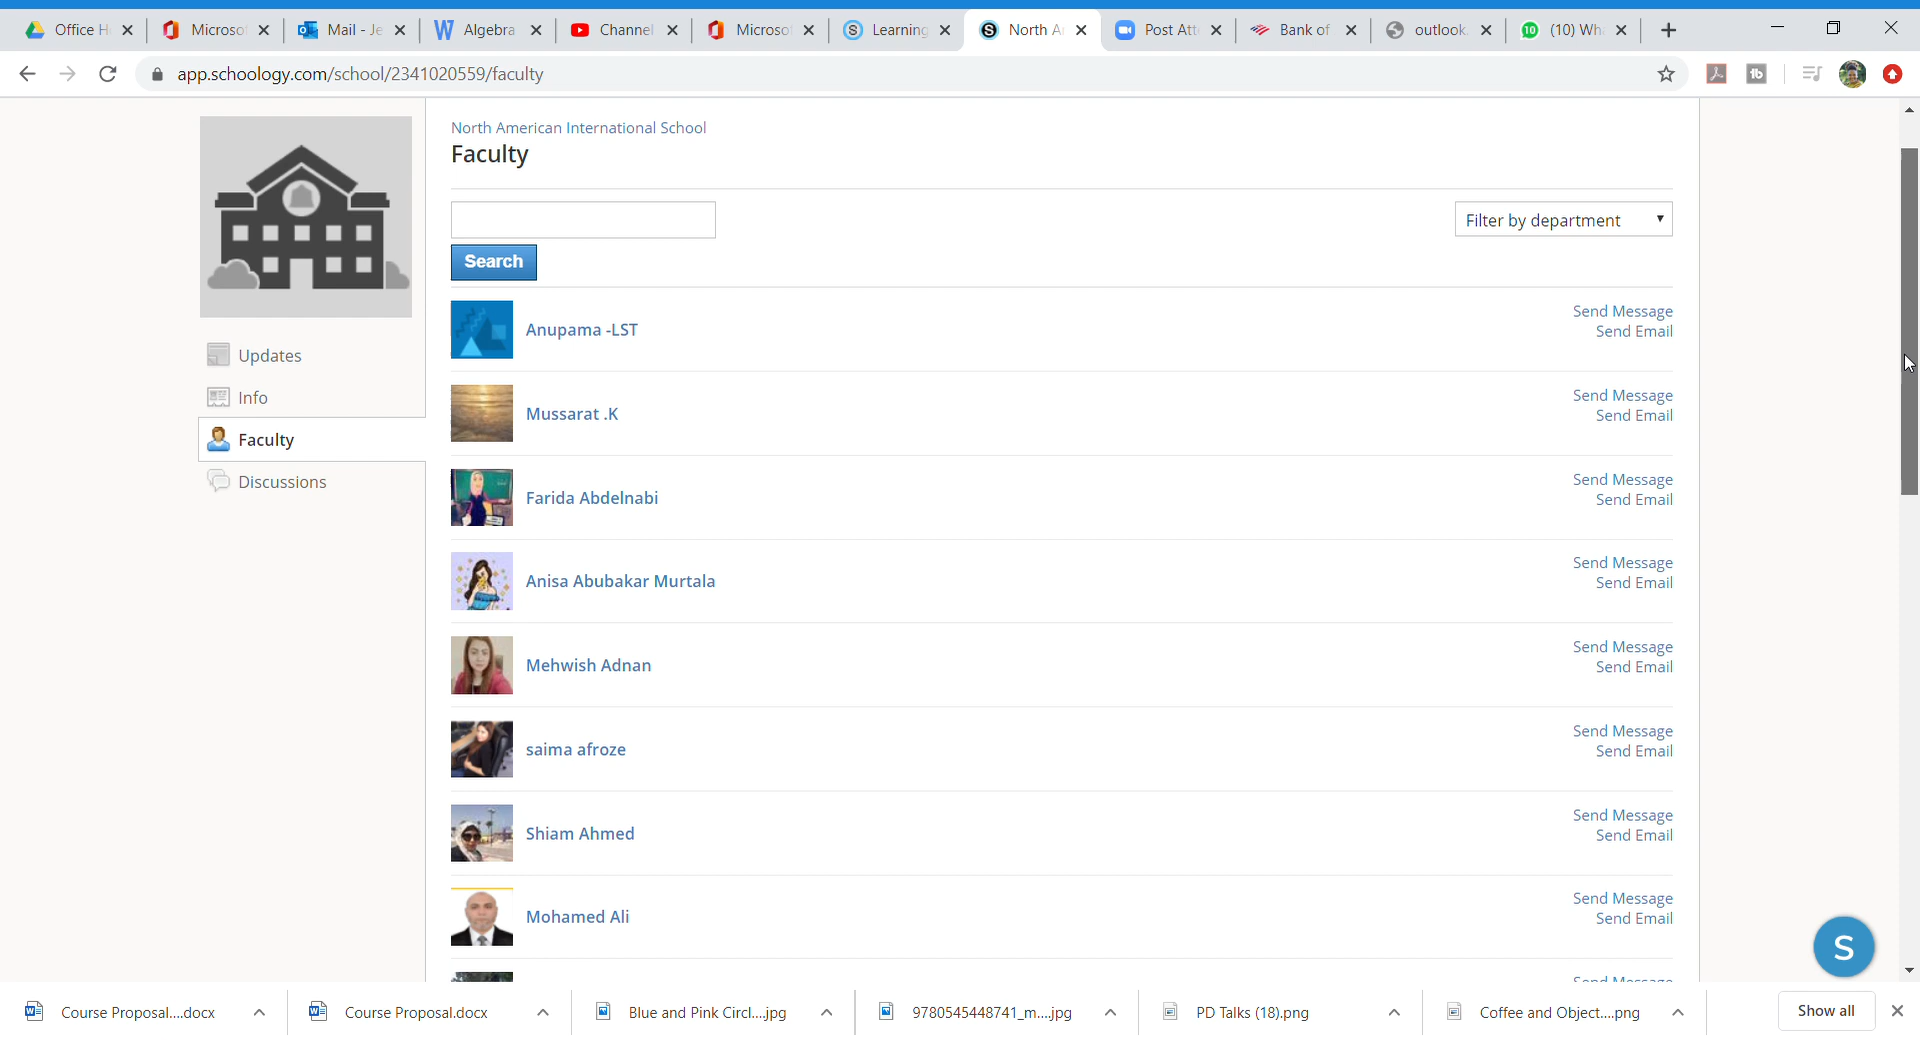 Office H
Microsof
Mail - Je
Algebra
Channel
Microsof
Learning
North A
Post Att
Bank of
outlook.
(10) Wh
app.schoology.com/school/2341020559/faculty
North American International School
Faculty
Filter by department
Search
Updates
Info
Faculty
Discussions
Anupama -LST
Send Message
Send Email
Mussarat .K
Send Message
Send Email
Farida Abdelnabi
Send Message
Send Email
Anisa Abubakar Murtala
Send Message
Send Email
Mehwish Adnan
Send Message
Send Email
saima afroze
Send Message
Send Email
Shiam Ahmed
Send Message
Send Email
Mohamed Ali
Send Message
Send Email
Send Message
S
Course Proposal....docx
Course Proposal.docx
Blue and Pink Circl....jpg
9780545448741_m....jpg
PD Talks (18).png
Coffee and Object....png
Show all